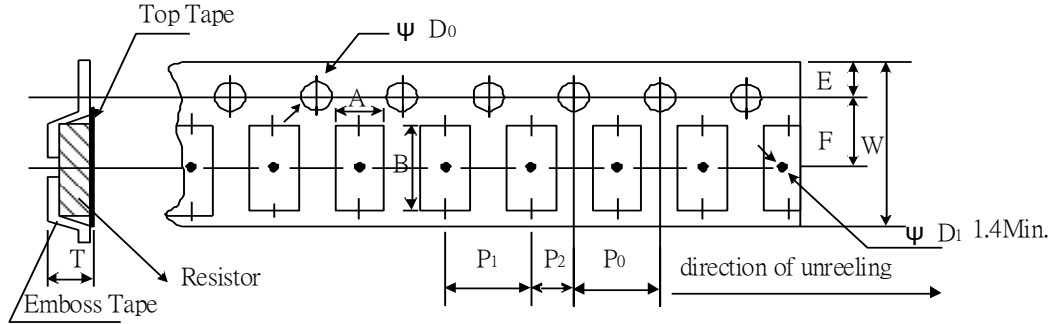 Top Tape
Ψ D0
E
A
F
W
B
Ψ D1 1.4Min.
T
P1
P2
P0
direction of unreeling
Resistor
Emboss Tape